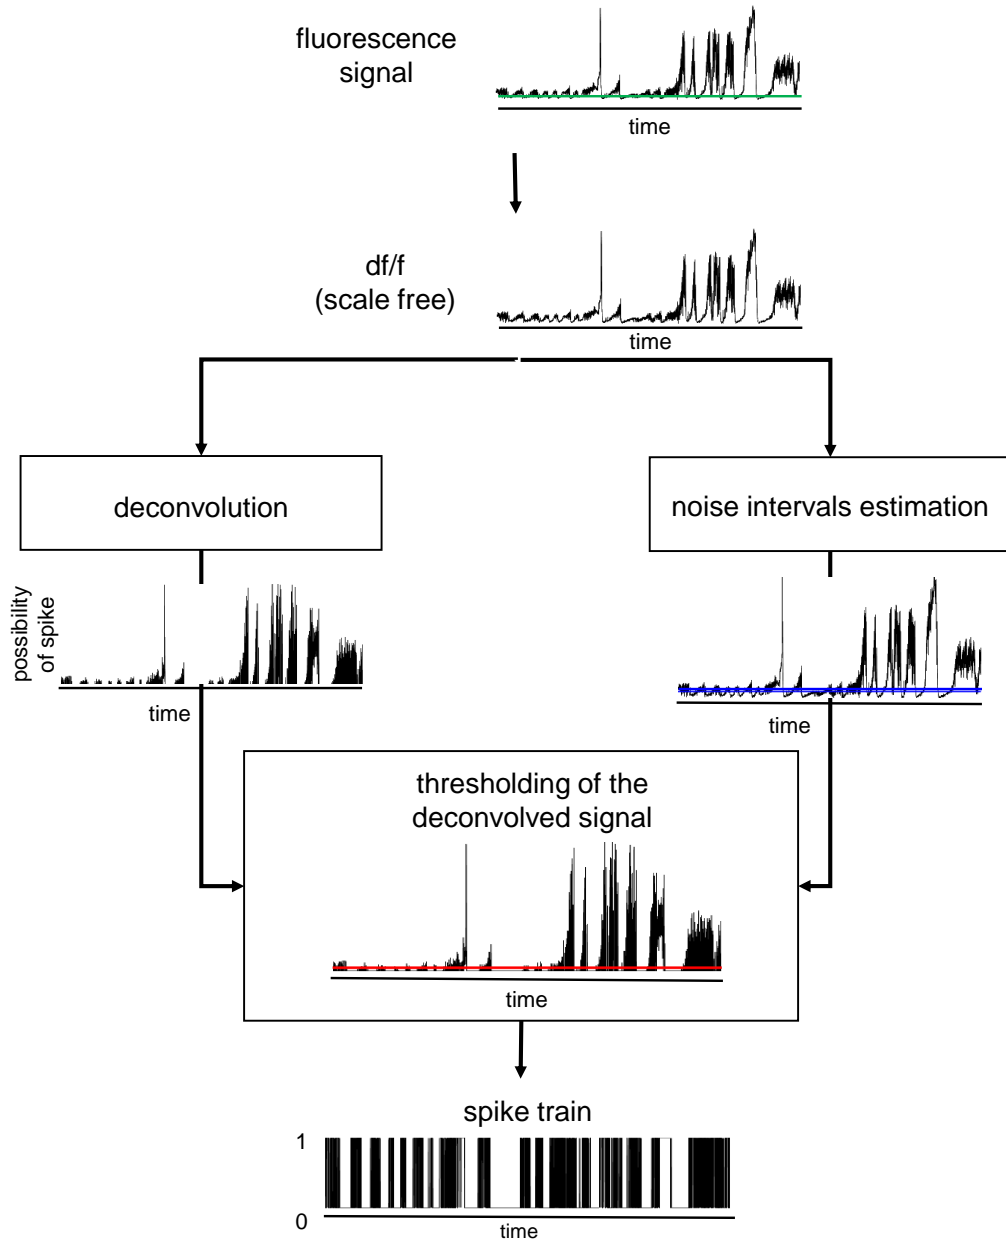 fluorescence
signal
time
df/f
(scale free)
time
deconvolution
noise intervals estimation
possibility
of spike
time
time
thresholding of the
deconvolved signal
time
spike train
1
0
time